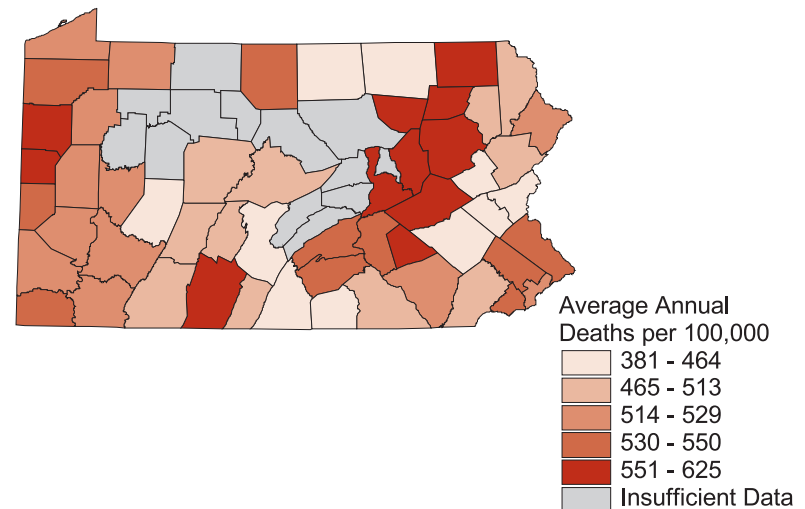 Average Annual
Deaths per 100,000
381 - 464
465 - 513
514 - 529
530 - 550
551 - 625
Insufficient Data